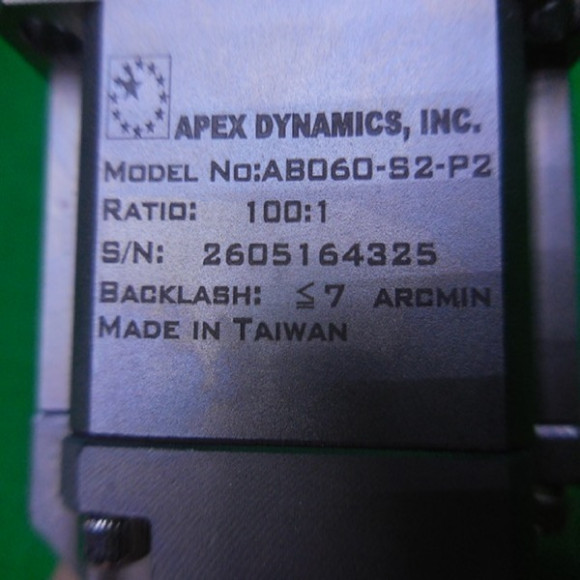 APEX DYNAMICS, INC.
MODEL NO:AB060-S2-P2
RATIO: 100:1
S/N: 2605164325
BACKLASH: ≦7 ARCMIN
MADE IN TAIWAN